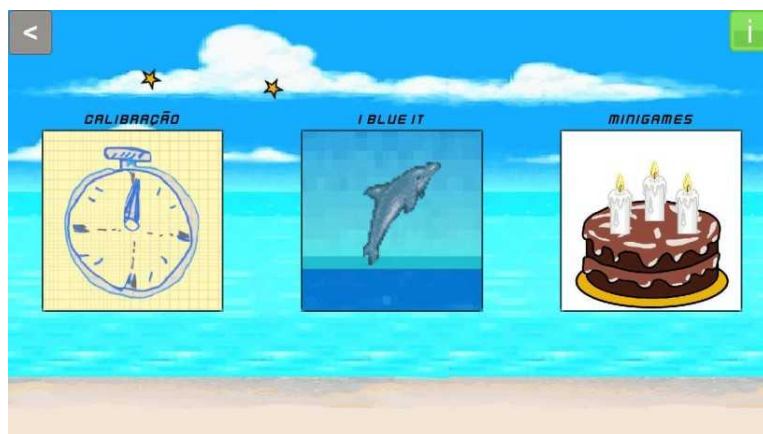 <
i
CALIBRAÇÃO
I BLUE IT
MINIGAMES